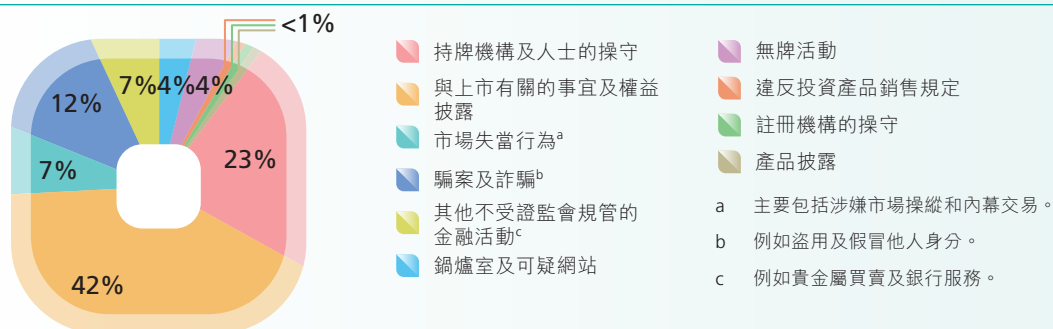 <1%
7%
4%
4%
12%
7%
23%
42%
持牌機構及人士的操守
與上市有關的事宜及權益
披露
市場失當行為a
騙案及詐騙b
其他不受證監會規管的
金融活動c
鍋爐室及可疑網站
無牌活動
違反投資產品銷售規定
註冊機構的操守
產品披露
a 主要包括涉嫌市場操縱和內幕交易。
b 例如盜用及假冒他人身分。
c 例如貴金屬買賣及銀行服務。